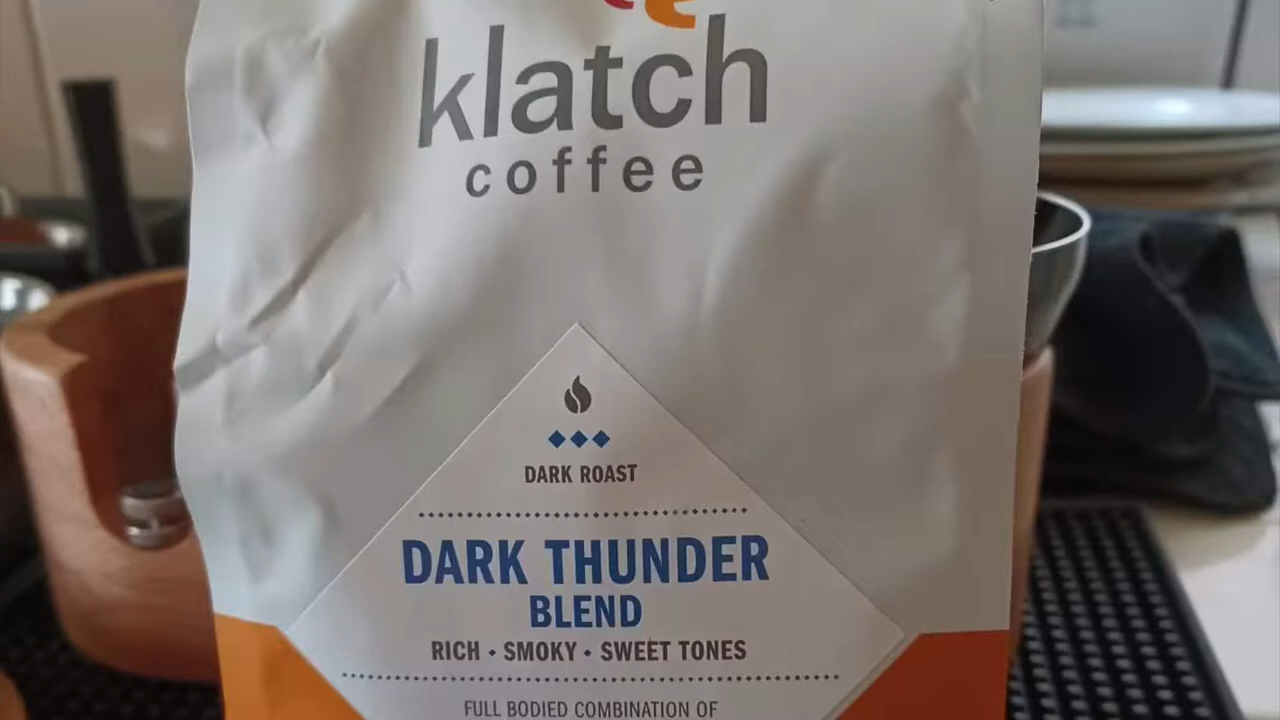 klatch
coffee
DARK ROAST
DARK THUNDER
BLEND
RICH • SMOKY • SWEET TONES
FULL BODIED COMBINATION OF